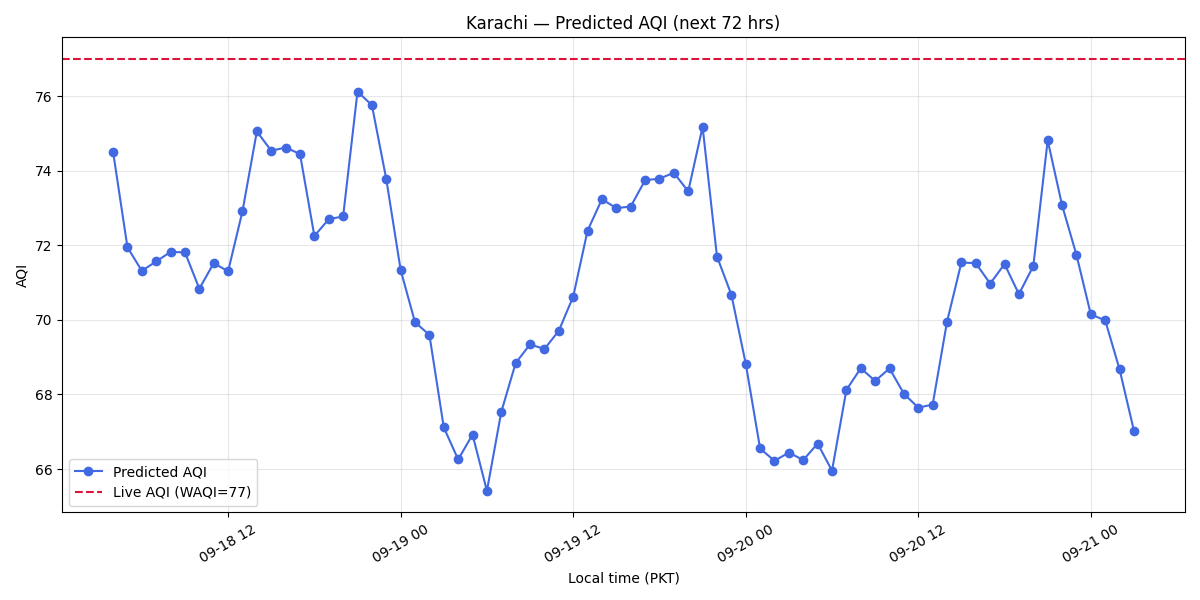 Karachi — Predicted AQI (next 72 hrs)
AQI
76
74
72
70
68
66
Predicted AQI
Live AQI (WAQI=77)
09-18 12
09-19 00
09-19 12
09-20 00
09-20 12
09-21 00
Local time (PKT)